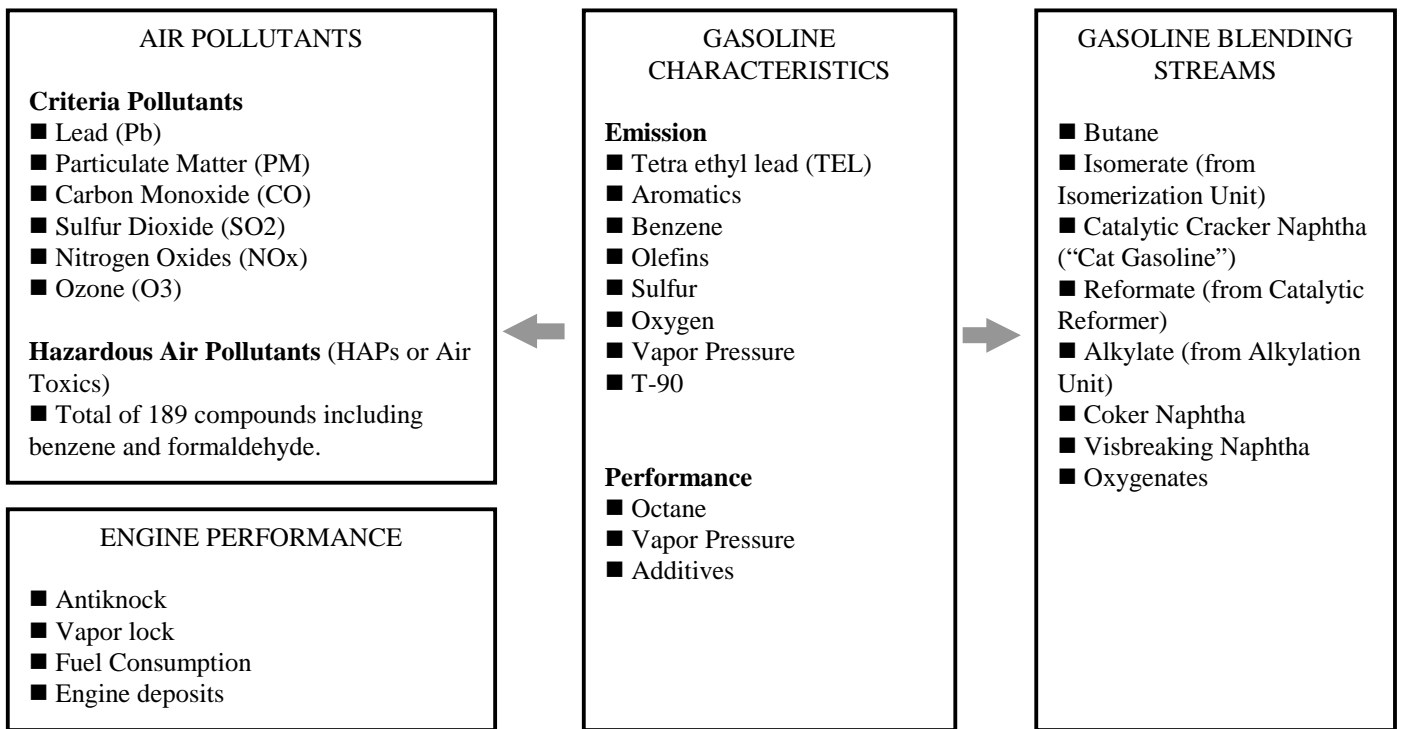 AIR POLLUTANTS
Criteria Pollutants
■ Lead (Pb)
■ Particulate Matter (PM)
■ Carbon Monoxide (CO)
■ Sulfur Dioxide (SO2)
■ Nitrogen Oxides (NOx)
■ Ozone (O3)
Hazardous Air Pollutants (HAPs or Air
Toxics)
■ Total of 189 compounds including
benzene and formaldehyde.
ENGINE PERFORMANCE
■ Antiknock
■ Vapor lock
■ Fuel Consumption
■ Engine deposits
GASOLINE
CHARACTERISTICS
Emission
■ Tetra ethyl lead (TEL)
■ Aromatics
■ Benzene
■ Olefins
■ Sulfur
■ Oxygen
■ Vapor Pressure
■ T-90
Performance
■ Octane
■ Vapor Pressure
■ Additives
GASOLINE BLENDING
STREAMS
■ Butane
■ Isomerate (from
Isomerization Unit)
■ Catalytic Cracker Naphtha
(“Cat Gasoline”)
■ Reformate (from Catalytic
Reformer)
■ Alkylate (from Alkylation
Unit)
■ Coker Naphtha
■ Visbreaking Naphtha
■ Oxygenates